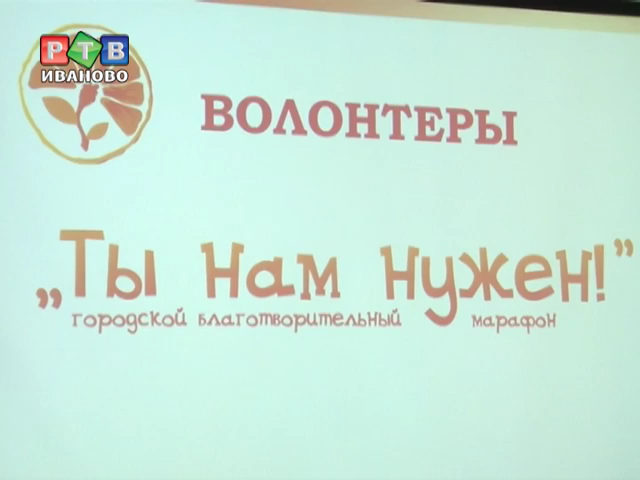 РТВ
ИВАНОВО
ВОЛОНТЕРЫ
„Ты нам нужен!”
городской благотворительный марафон